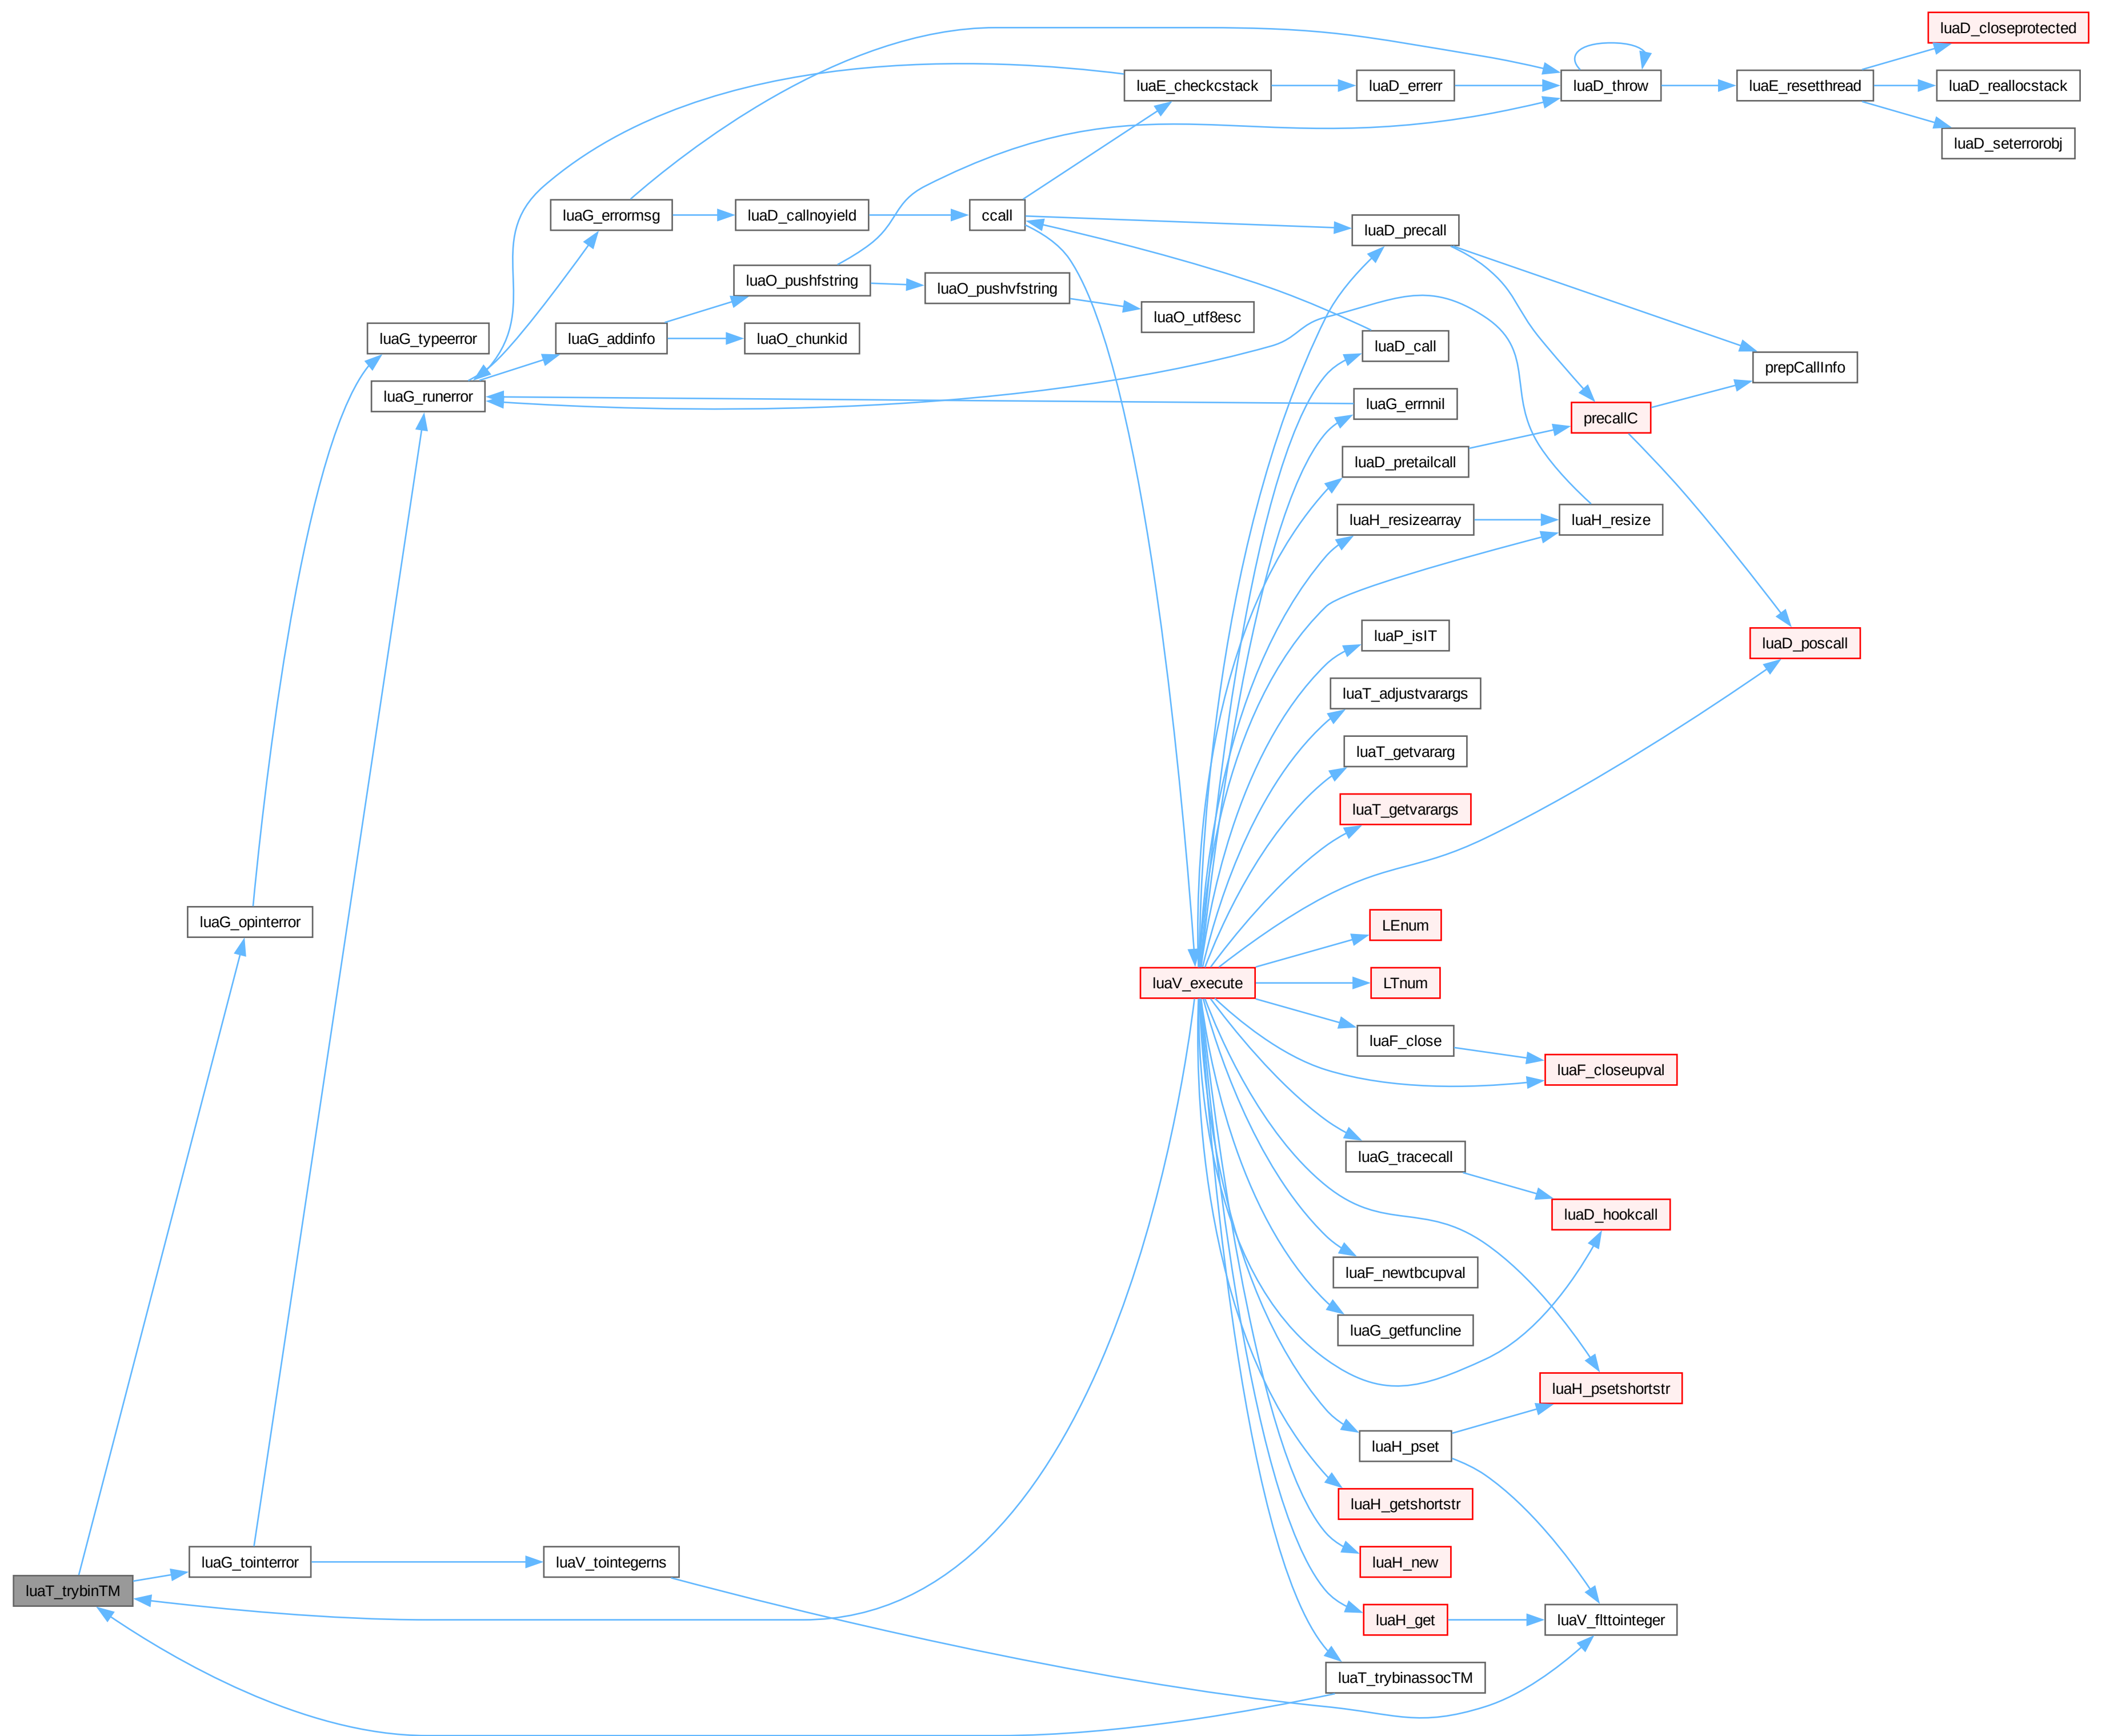 luaD_closeprotected
luaE_checkcstack
luaD_errerr
luaD_throw
luaE_resetthread
luaD_reallocstack
luaD_seterrorobj
luaG_errormsg
luaD_callnoyield
ccall
luaD_precall
luaO_pushfstring
luaO_pushvfstring
luaO_utf8esc
luaG_typeerror
luaG_addinfo
luaO_chunkid
luaD_call
prepCallInfo
luaG_runerror
luaG_errnnil
precallC
luaD_pretailcall
luaH_resizearray
luaH_resize
luaP_isIT
luaD_poscall
luaT_adjustvarargs
luaT_getvararg
luaT_getvarargs
luaG_opinterror
LEnum
luaV_execute
LTnum
luaF_close
luaF_closeupval
luaG_tracecall
luaD_hookcall
luaF_newtbcupval
luaG_getfuncline
luaH_psetshortstr
luaH_pset
luaH_getshortstr
luaG_tointerror
luaV_tointegerns
luaH_new
luaT_trybinTM
luaH_get
luaV_flttointeger
luaT_trybinassocTM